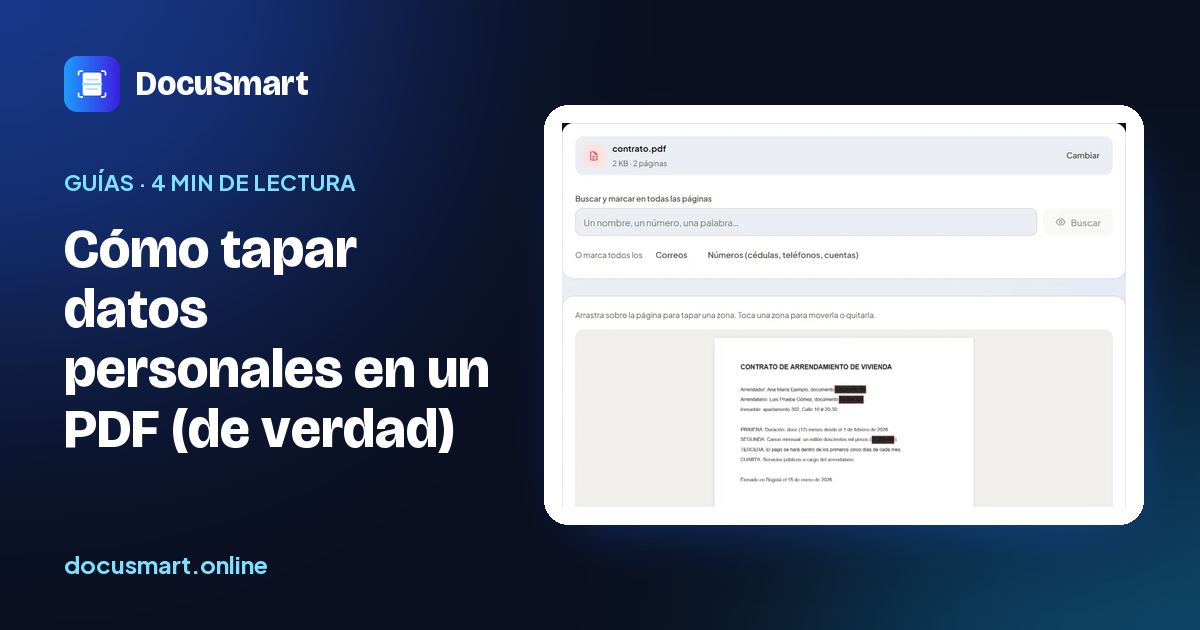 DocuSmart
GUÍAS · 4 MIN DE LECTURA
Cómo tapar
datos
personales en un
PDF (de verdad)
docusmart.online
contrato.pdf
2 KB · 2 páginas
Cambiar
Buscar y marcar en todas las páginas
Un nombre, un número, una palabra...
Buscar
O marca todos los
Correos
Números (cédulas, teléfonos, cuentas)
Arrastra sobre la página para tapar una zona. Toca una zona para moverla o quitarla.
CONTRATO DE ARRENDAMIENTO DE VIVIENDA
Arrendador: Ana María Ejemplo, documento
Arrendatario: Luis Prueba Gómez, documento
Inmueble: apartamento 302, Calle 10 # 20-30
PRIMERA. Duración: doce (12) meses desde el 1 de febrero de 2026.
SEGUNDA. Canon mensual: un millón doscientos mil pesos
TERCERA. El pago se hará dentro de los primeros cinco días de cada mes.
CUARTA. Servicios públicos a cargo del arrendatario.
Firmado en Bogotá el 15 de enero de 2026.